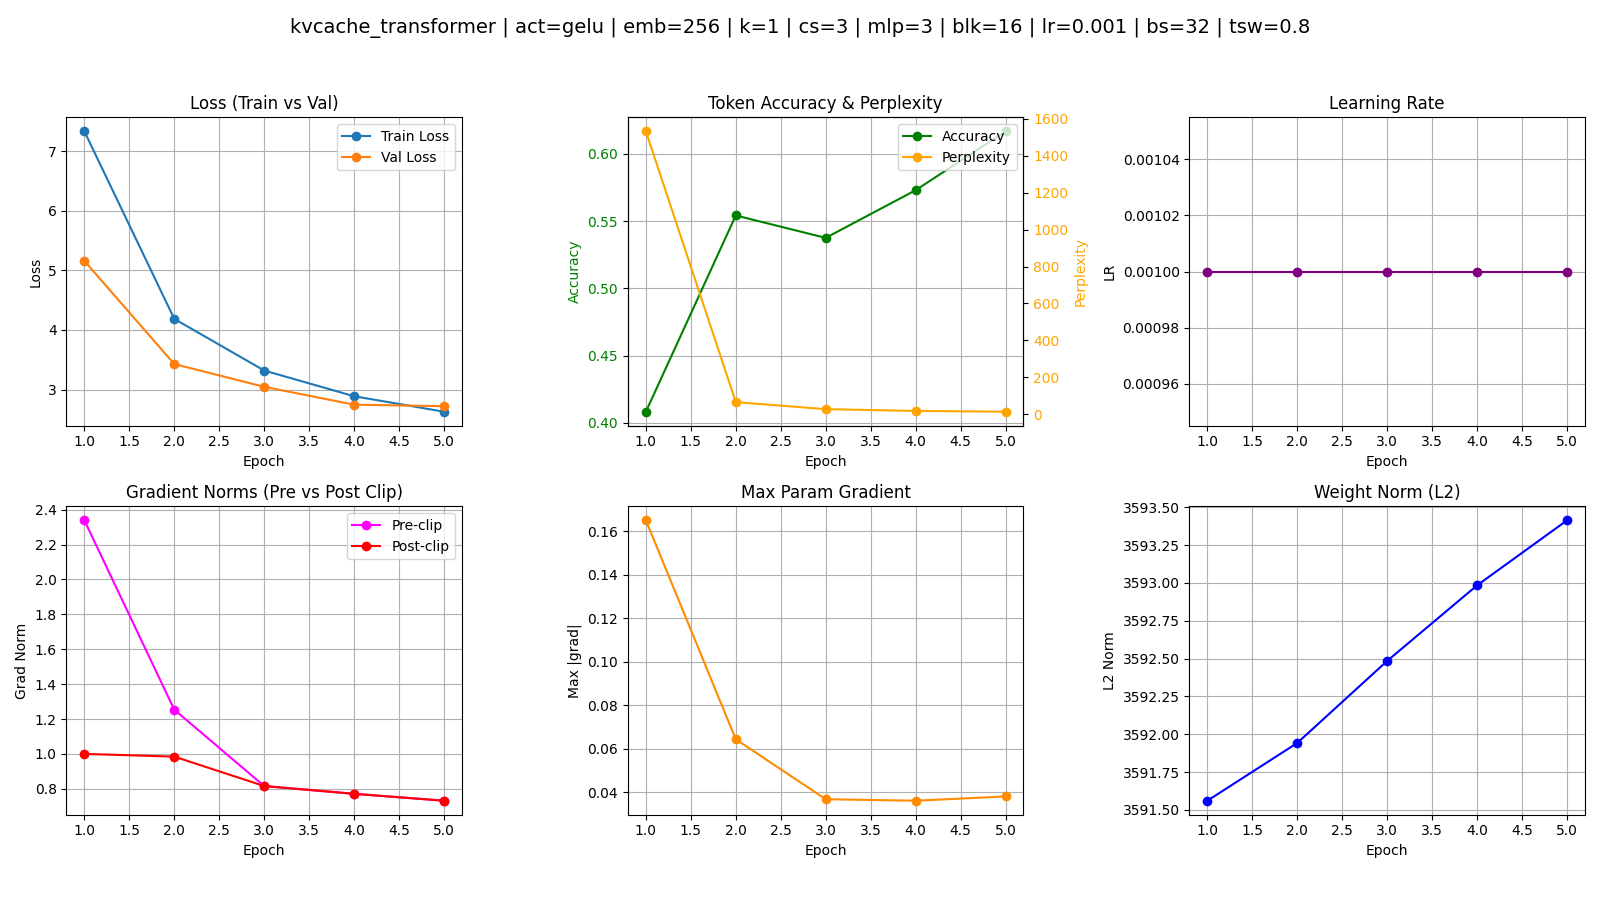 kvcache_transformer | act=gelu | emb=256 | k=1 | cs=3 | mlp=3 | blk=16 | lr=0.001 | bs=32 | tsw=0.8
Loss (Train vs Val)
Train Loss
Val Loss
7
6
5
4
3
Loss
1.0 1.5 2.0 2.5 3.0 3.5 4.0 4.5 5.0
Epoch
Token Accuracy & Perplexity
Accuracy
Perplexity
0.60
0.55
0.50
0.45
0.40
Accuracy
1600
1400
1200
1000
800
600
400
200
0
Perplexity
1.0 1.5 2.0 2.5 3.0 3.5 4.0 4.5 5.0
Epoch
Learning Rate
0.00104
0.00102
0.00100
0.00098
0.00096
LR
1.0 1.5 2.0 2.5 3.0 3.5 4.0 4.5 5.0
Epoch
Gradient Norms (Pre vs Post Clip)
Pre-clip
Post-clip
2.4
2.2
2.0
1.8
1.6
1.4
1.2
1.0
0.8
Grad Norm
1.0 1.5 2.0 2.5 3.0 3.5 4.0 4.5 5.0
Epoch
Max Param Gradient
0.16
0.14
0.12
0.10
0.08
0.06
0.04
Max |grad|
1.0 1.5 2.0 2.5 3.0 3.5 4.0 4.5 5.0
Epoch
Weight Norm (L2)
3593.50
3593.25
3593.00
3592.75
3592.50
3592.25
3592.00
3591.75
3591.50
L2 Norm
1.0 1.5 2.0 2.5 3.0 3.5 4.0 4.5 5.0
Epoch